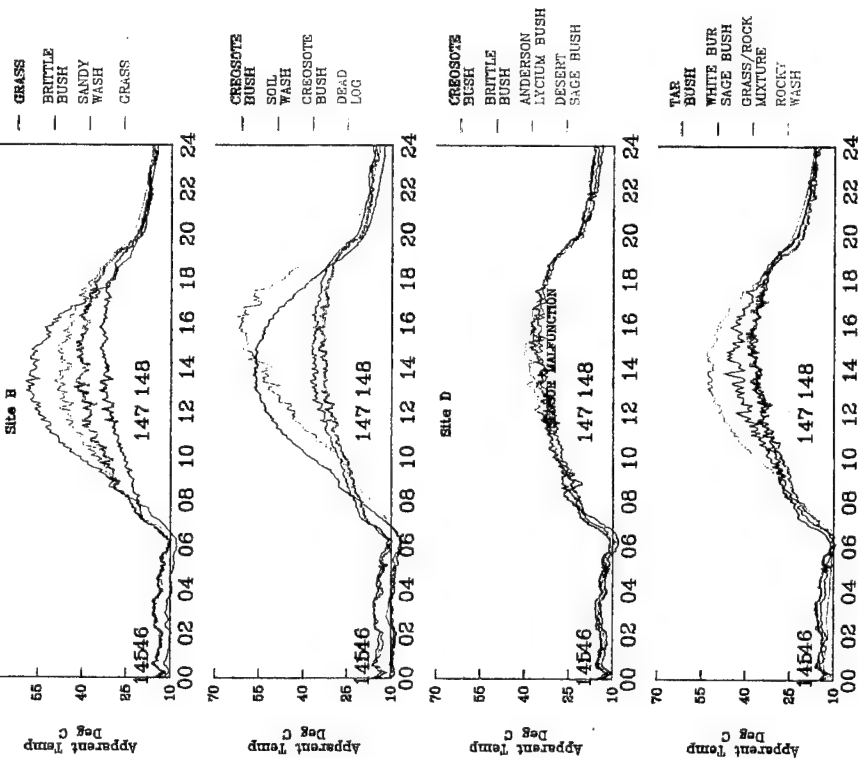 Site B
55
40
25
10
Apparent Temp
Deg C
14546
147 148
00 02 04 06 08 10 12 14 16 18 20 22 24
GRASS
BRITTLE
BUSH
SANDY
WASH
GRASS
70
55
40
25
10
Apparent Temp
Deg C
14546
147 148
00 02 04 06 08 10 12 14 16 18 20 22 24
CREOSOTE
BUSH
SOIL
WASH
CREOSOTE
BUSH
DEAD
LOG
Site D
70
55
40
25
10
Apparent Temp
Deg C
SENSOR MALFUNCTION
14546
147 148
00 02 04 06 08 10 12 14 16 18 20 22 24
CREOSOTE
BUSH
BRITTLE
BUSH
ANDERSON
LYCIUM BUSH
DESERT
SAGE BUSH
70
55
40
25
10
Apparent Temp
Deg C
14546
147 148
00 02 04 06 08 10 12 14 16 18 20 22 24
TAR
BUSH
WHITE BUR
SAGE BUSH
GRASS/ROCK
MIXTURE
ROCKY
WASH